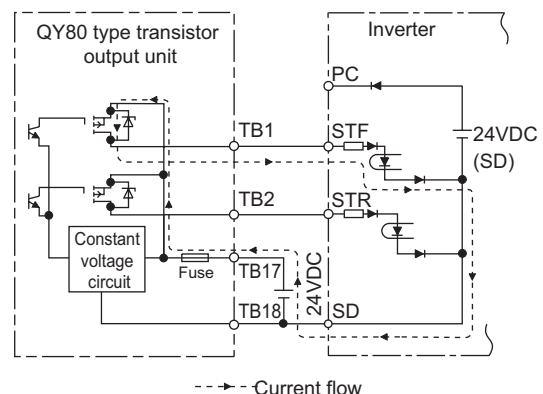 QY80 type transistor
output unit
Inverter
PC
TB1
STF
24VDC
(SD)
TB2
STR
Constant
voltage
circuit
Fuse
TB17
24VDC
TB18
SD
Current flow